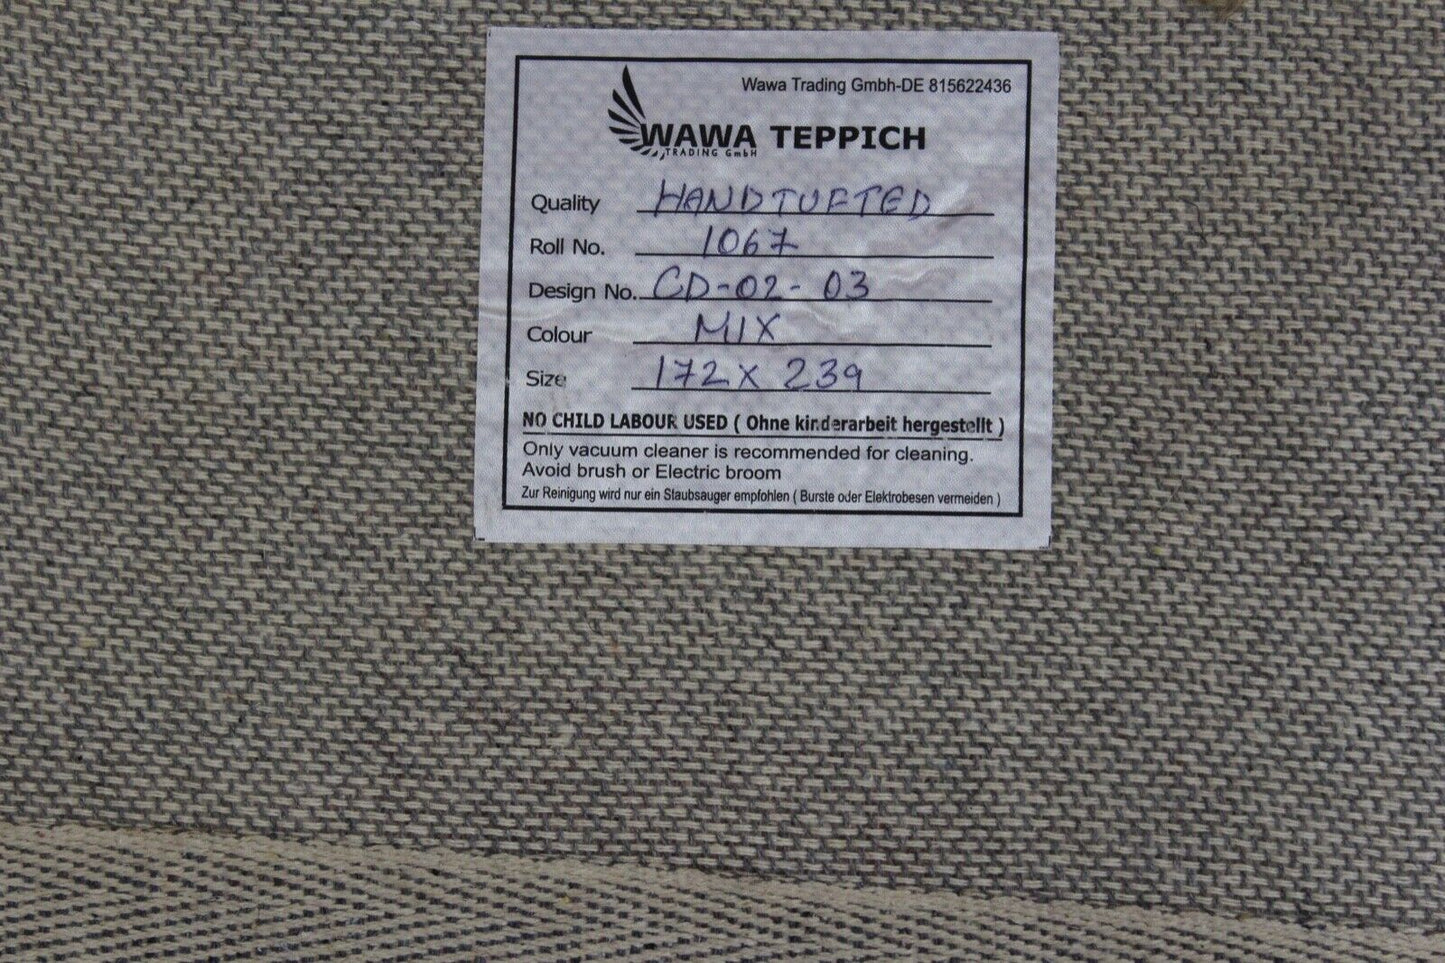 Wawa Trading Gmbh-DE 815622436
WAWA TEPPICH
TRADING GmbH
Quality HANDTUFTED
Roll No. 1067
Design No. CD-02-03
Colour MIX
Size 172 X 239
NO CHILD LABOUR USED ( Ohne kinderarbeit hergestellt )
Only vacuum cleaner is recommended for cleaning.
Avoid brush or Electric broom
Zur Reinigung wird nur ein Staubsauger empfohlen ( Burste oder Elektrobesen vermeiden )